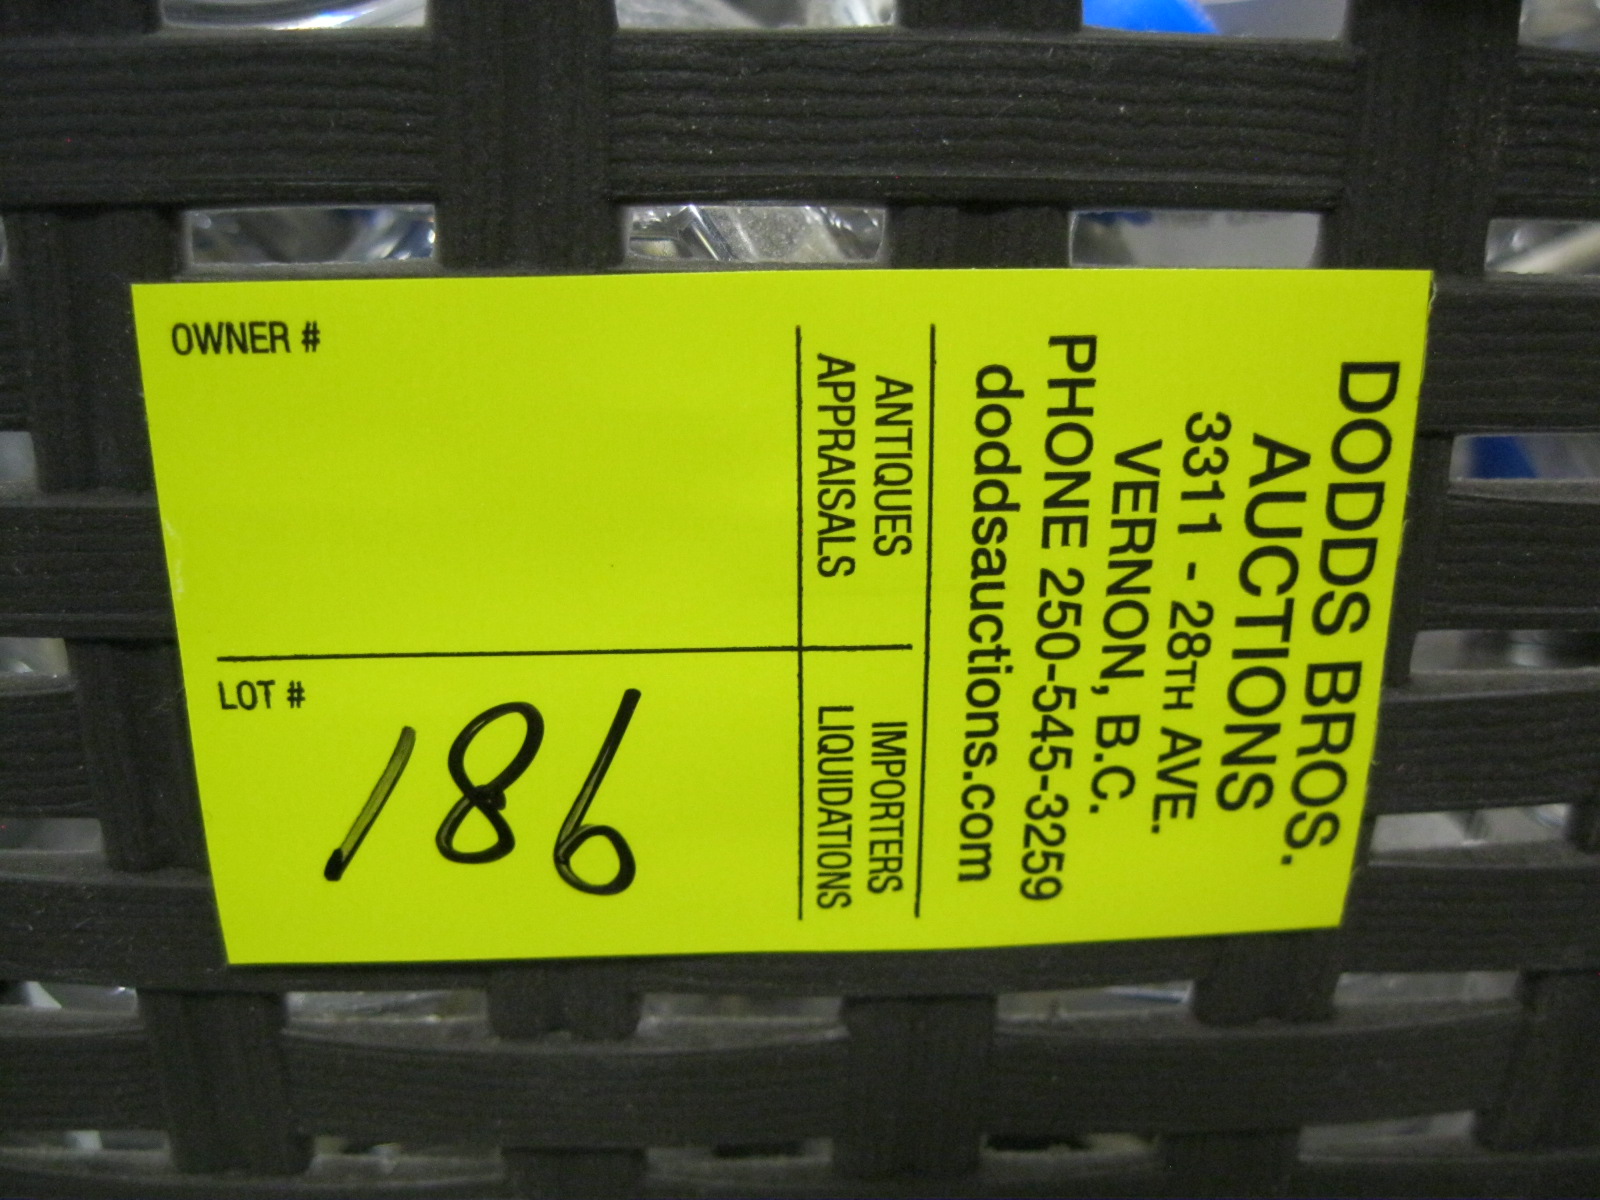 DODDS BROS.
AUCTIONS
3311 - 28TH AVE.
VERNON, B.C.
PHONE 250-545-3259
doddsauctions.com
ANTIQUES
APPRAISALS
IMPORTERS
LIQUIDATIONS
OWNER #
LOT #
186